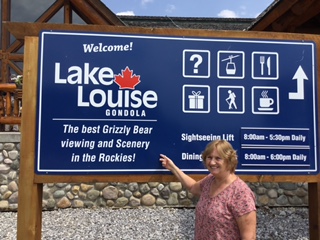 Welcome!
Lake
Louise
GONDOLA
The best Grizzly Bear
viewing and Scenery
in the Rockies!
?
Sightseeing Lift 8:00am - 5:30pm Daily
Dining 8:00am - 6:00pm Daily